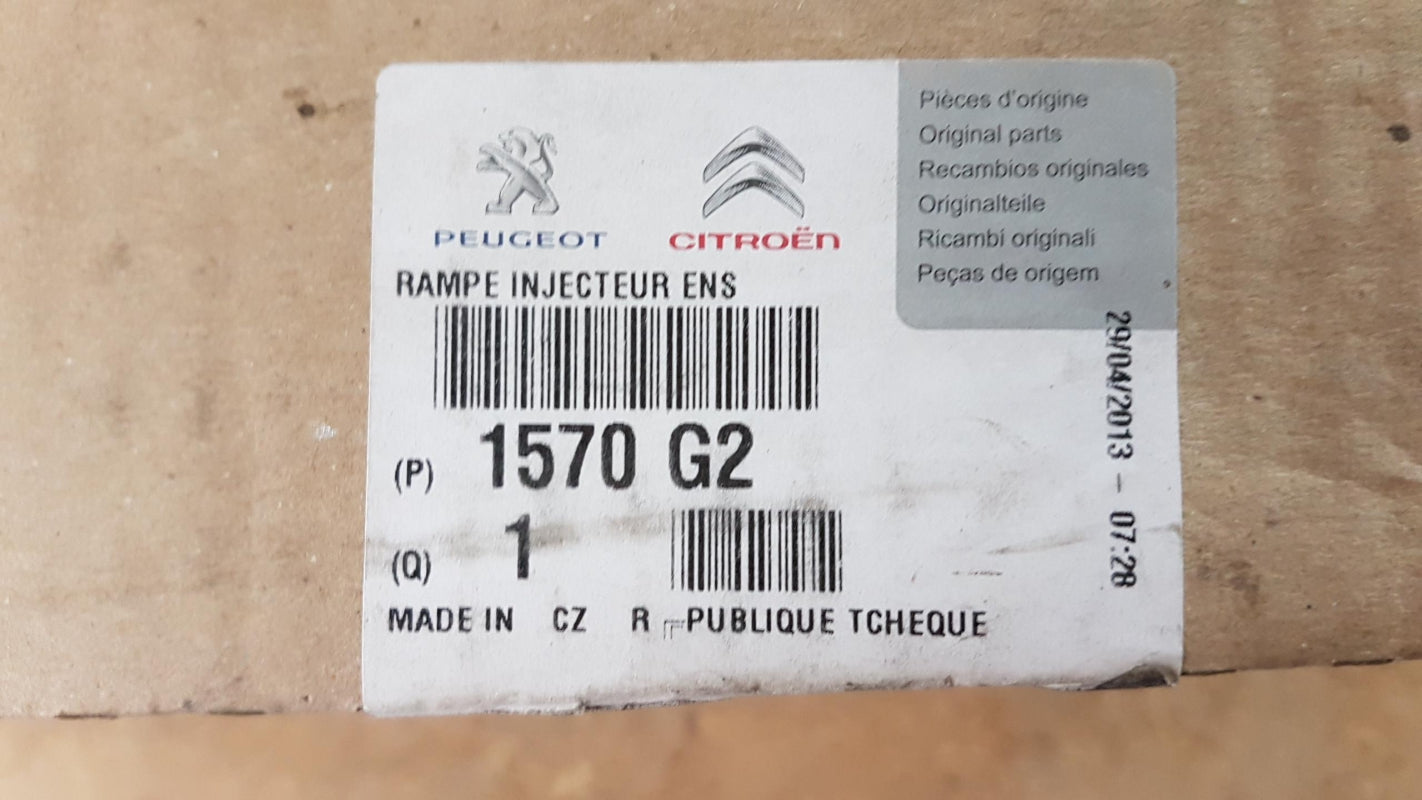 PEUGEOT
CITROËN
Pièces d'origine
Original parts
Recambios originales
Originalteile
Ricambi originali
Peças de origem
RAMPE INJECTEUR ENS
(P) 1570 G2
(Q) 1
MADE IN CZ R╒PUBLIQUE TCHEQUE
29/04/2013 - 07:28